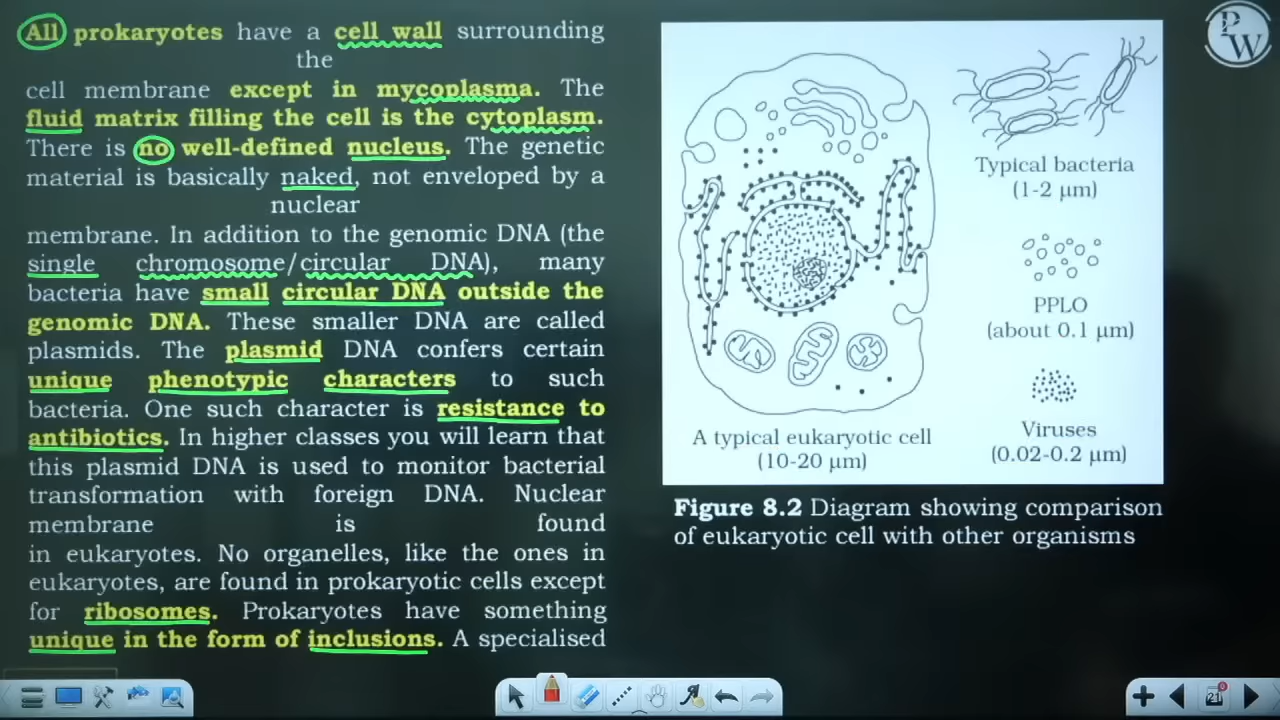 All prokaryotes have a cell wall surrounding
the
cell membrane except in mycoplasma. The
fluid matrix filling the cell is the cytoplasm.
There is no well-defined nucleus. The genetic
material is basically naked, not enveloped by a
nuclear
membrane. In addition to the genomic DNA (the
single chromosome/circular DNA), many
bacteria have small circular DNA outside the
genomic DNA. These smaller DNA are called
plasmids. The plasmid DNA confers certain
unique phenotypic characters to such
bacteria. One such character is resistance to
antibiotics. In higher classes you will learn that
this plasmid DNA is used to monitor bacterial
transformation with foreign DNA. Nuclear
membrane is found
in eukaryotes. No organelles, like the ones in
eukaryotes, are found in prokaryotic cells except
for ribosomes. Prokaryotes have something
unique in the form of inclusions. A specialised
A typical eukaryotic cell
(10-20 µm)
Typical bacteria
(1-2 µm)
PPLO
(about 0.1 µm)
Viruses
(0.02-0.2 µm)
Figure 8.2 Diagram showing comparison
of eukaryotic cell with other organisms
P
W
21